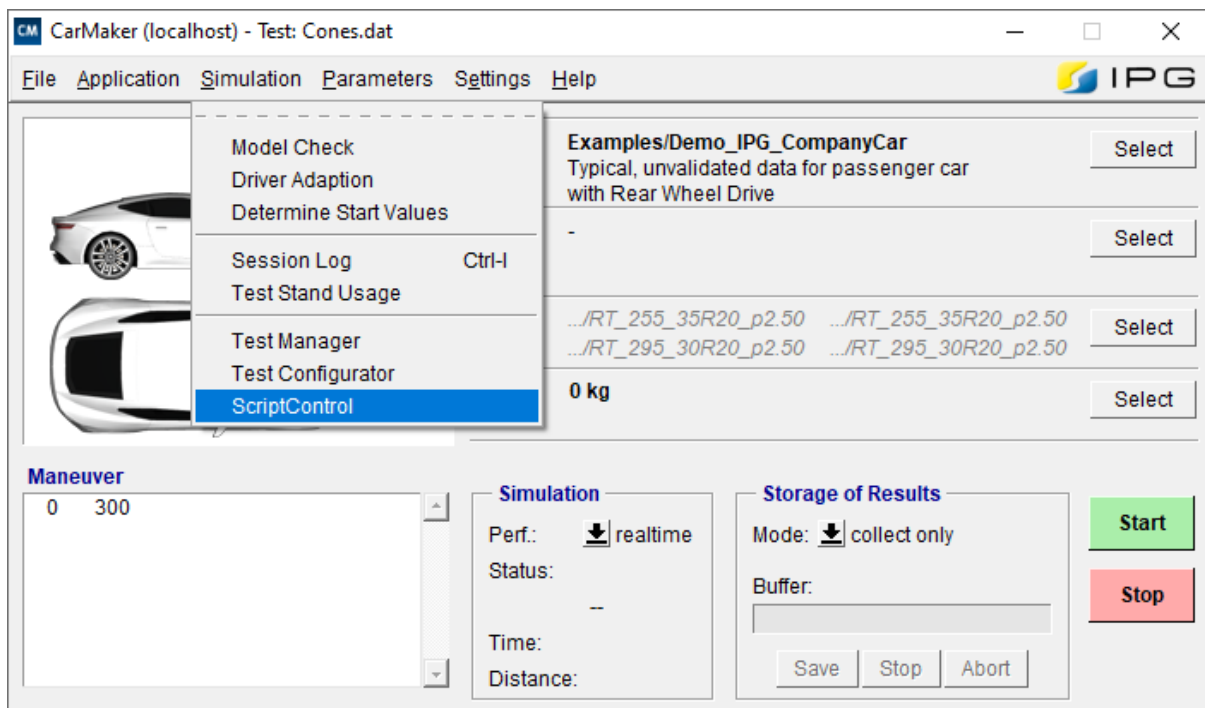 CM CarMaker (localhost) - Test: Cones.dat
File Application Simulation Parameters Settings Help
IPG
Model Check
Driver Adaption
Determine Start Values
Session Log Ctrl-I
Test Stand Usage
Test Manager
Test Configurator
ScriptControl
Examples/Demo_IPG_CompanyCar
Typical, unvalidated data for passenger car
with Rear Wheel Drive
Select
-
Select
.../RT_255_35R20_p2.50 .../RT_255_35R20_p2.50
.../RT_295_30R20_p2.50 .../RT_295_30R20_p2.50
Select
0 kg
Select
Maneuver
0 300
Simulation
Perf.: realtime
Status:
--
Time:
Distance:
Storage of Results
Mode: collect only
Buffer:
Save Stop Abort
Start
Stop